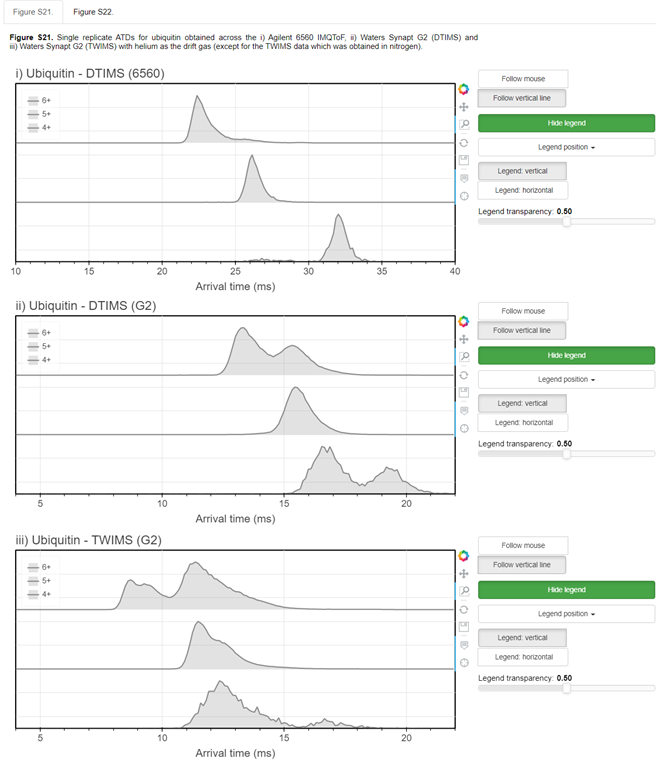 Figure S21. Figure S22.
Figure S21. Single replicate ATDs for ubiquitin obtained across the i) Agilent 6560 IMQToF, ii) Waters Synapt G2 (DTIMS) and
iii) Waters Synapt G2 (TWIMS) with helium as the drift gas (except for the TWIMS data which was obtained in nitrogen).
i) Ubiquitin - DTIMS (6560)
6+
5+
4+
10 15 20 25 30 35 40
Arrival time (ms)
Follow mouse
Follow vertical line
Hide legend
Legend position
Legend: vertical
Legend: horizontal
Legend transparency: 0.50
ii) Ubiquitin - DTIMS (G2)
6+
5+
4+
5 10 15 20
Arrival time (ms)
Follow mouse
Follow vertical line
Hide legend
Legend position
Legend: vertical
Legend: horizontal
Legend transparency: 0.50
iii) Ubiquitin - TWIMS (G2)
6+
5+
4+
5 10 15 20
Arrival time (ms)
Follow mouse
Follow vertical line
Hide legend
Legend position
Legend: vertical
Legend: horizontal
Legend transparency: 0.50